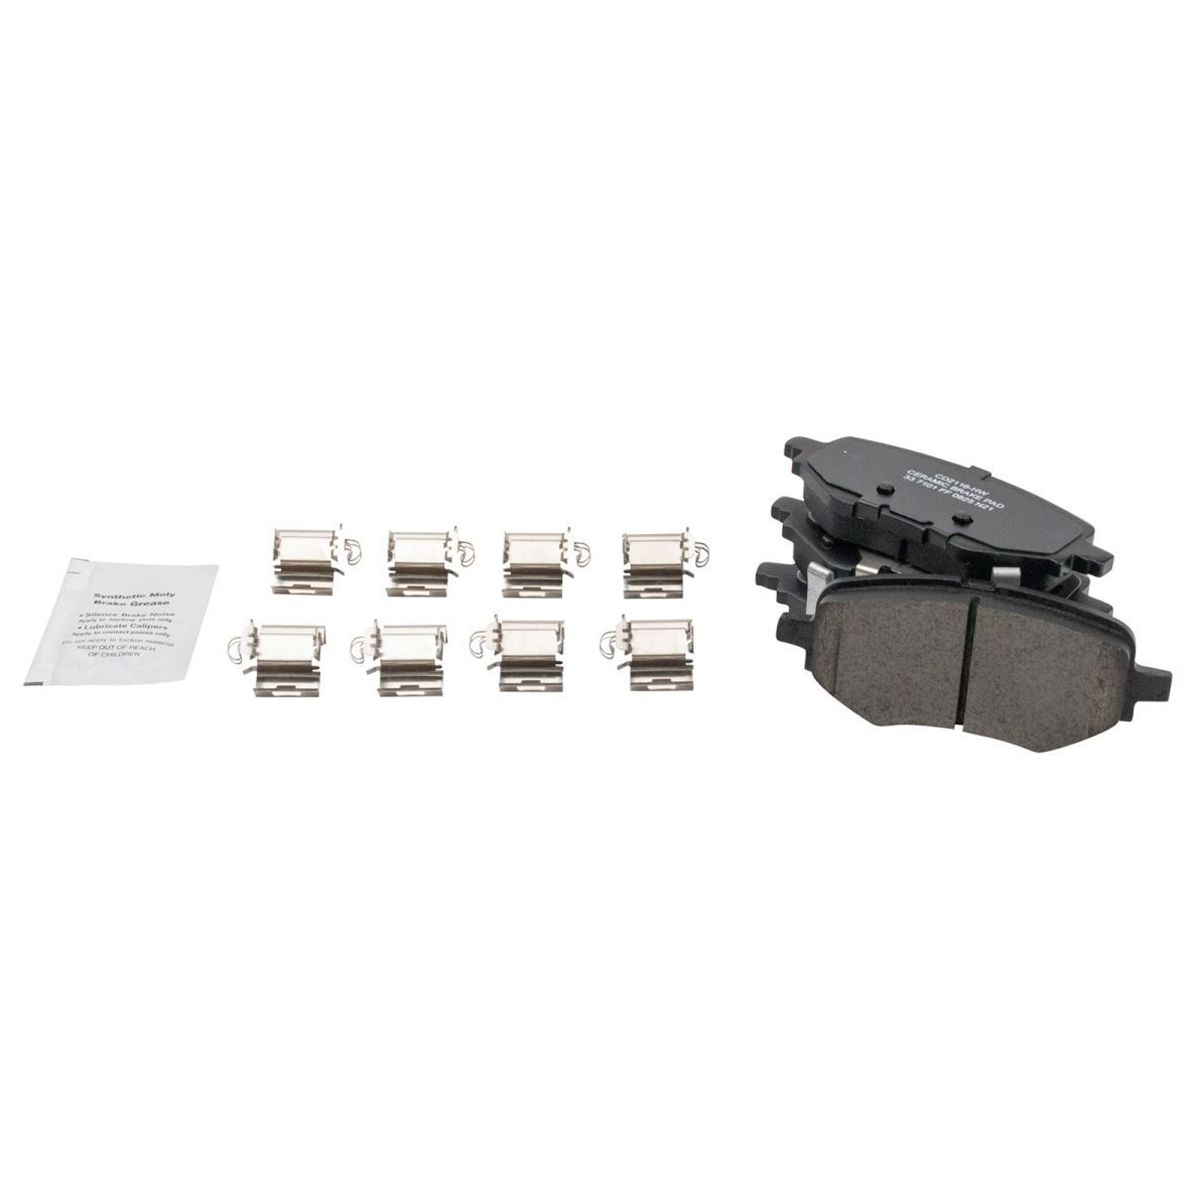 Synthetic Moly
Brake Grease
• Silence Brake Noise
Apply to backing plate only
• Lubricate Calipers
Apply to contact points only
Do not apply to friction material
KEEP OUT OF REACH
OF CHILDREN
CD2118-HW
CERAMIC BRAKE PAD
33 7101 FF 0825 H21